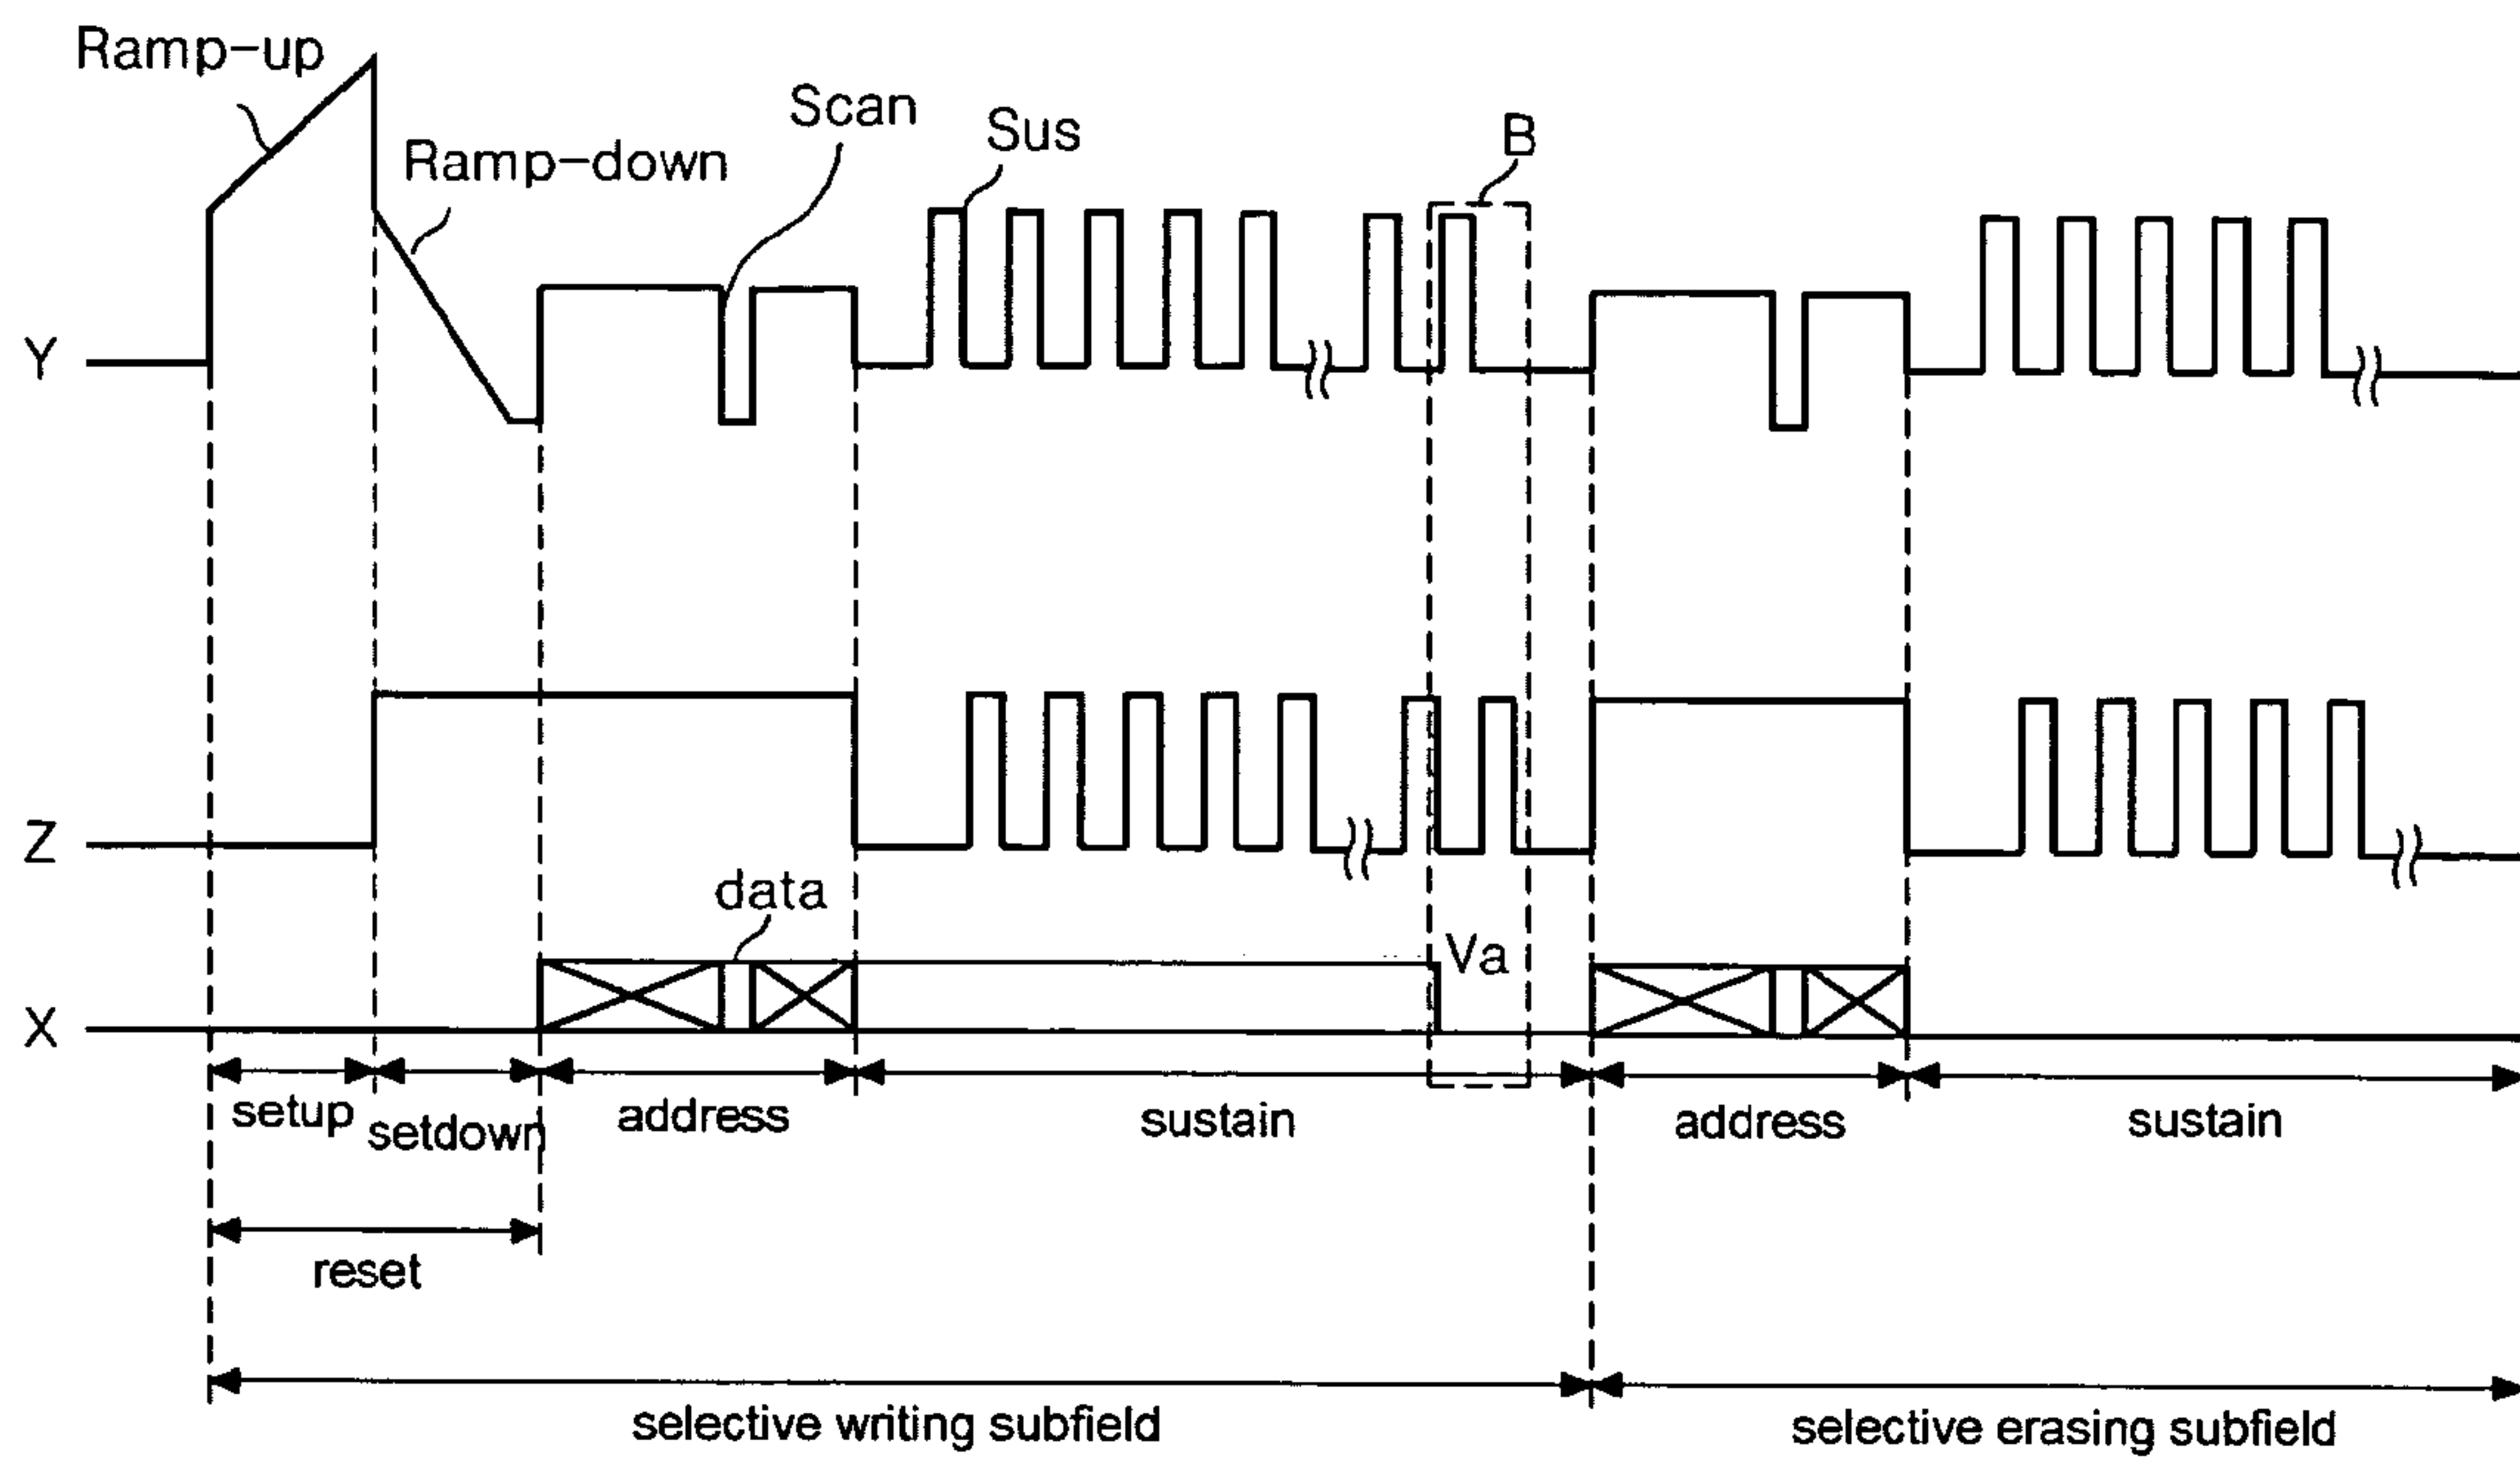 Ramp-up
Ramp-down
Scan
Sus
B
Y
Z
data
Va
X
setup
setdown
address
sustain
address
sustain
reset
selective writing subfield
selective erasing subfield